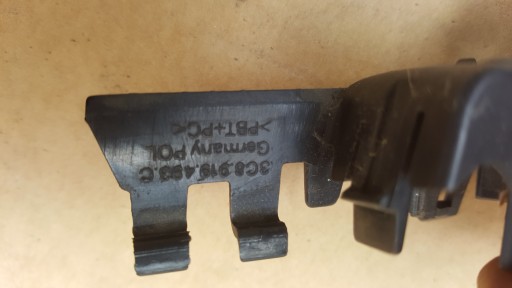 3C8.919.493.C
Germany POL
>PBT+PC<